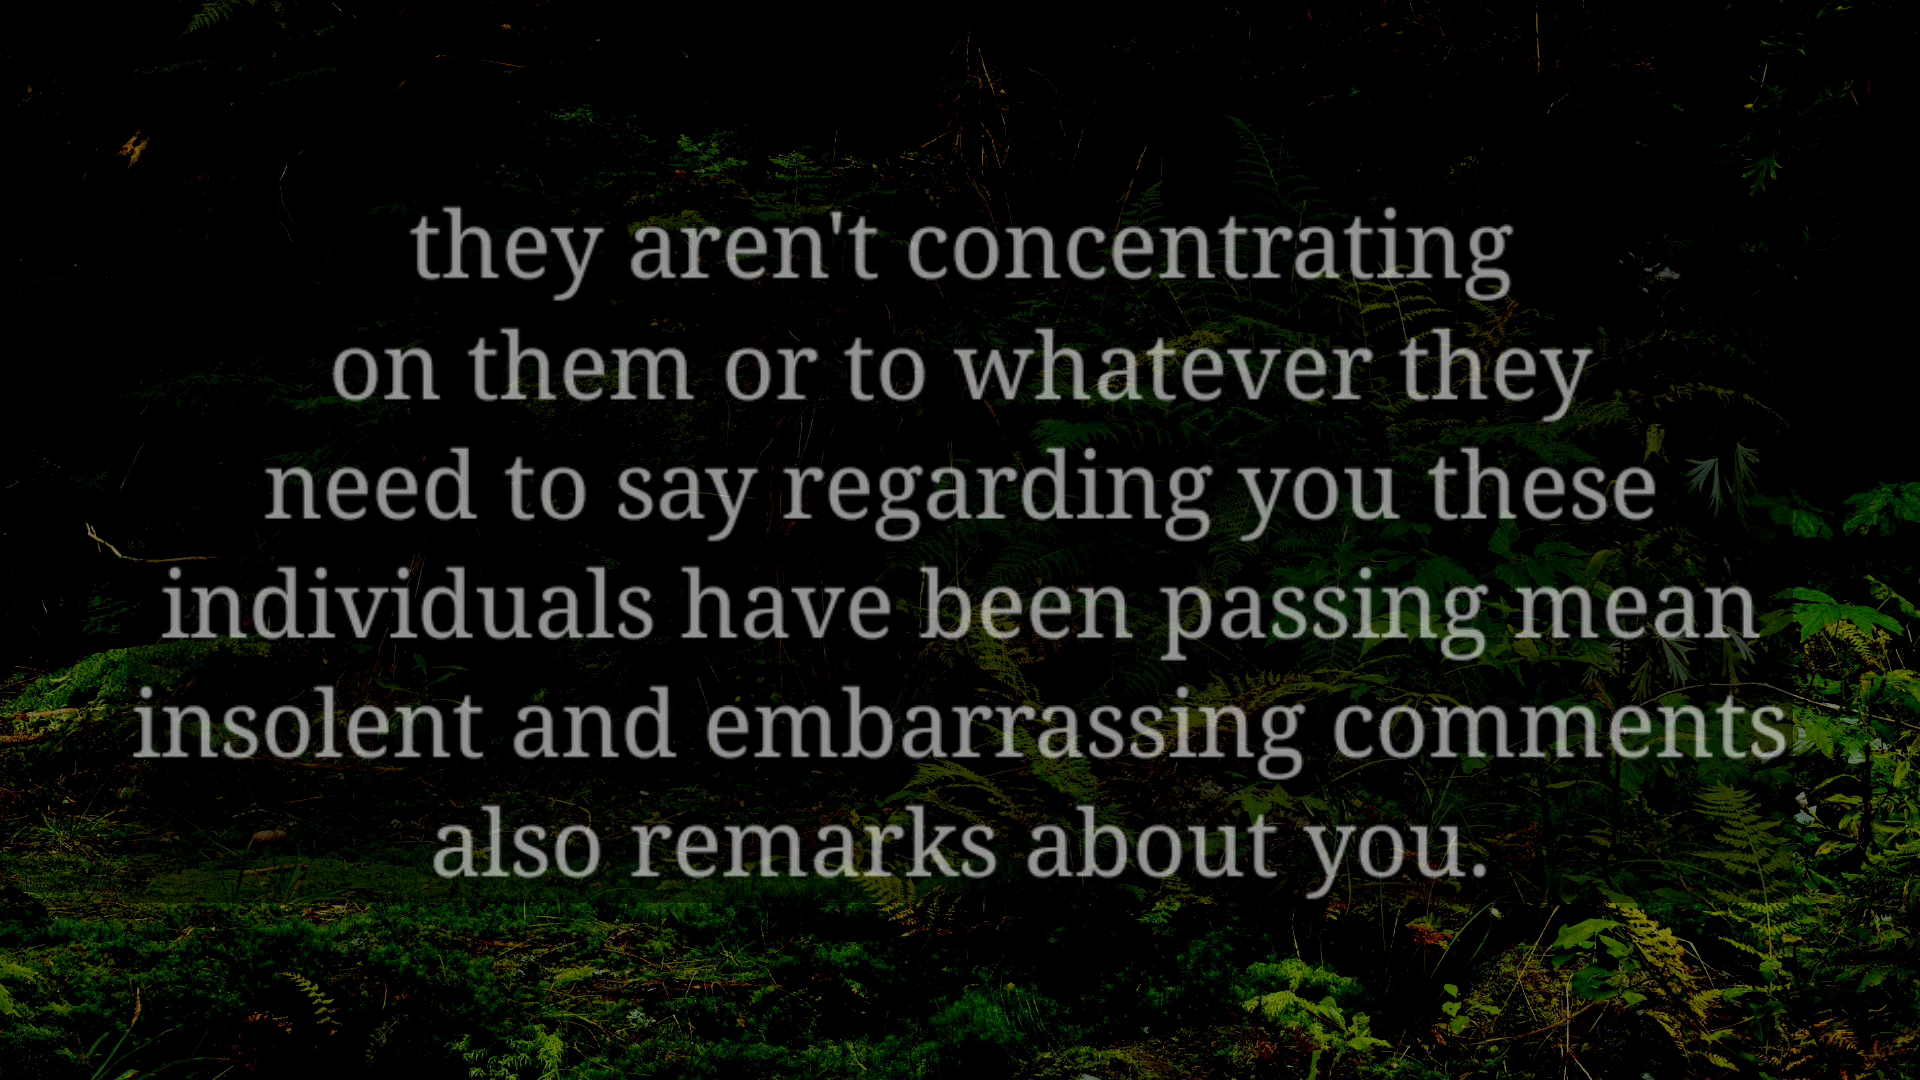 they aren't concentrating
on them or to whatever they
need to say regarding you these
individuals have been passing mean
insolent and embarrassing comments,
also remarks about you.